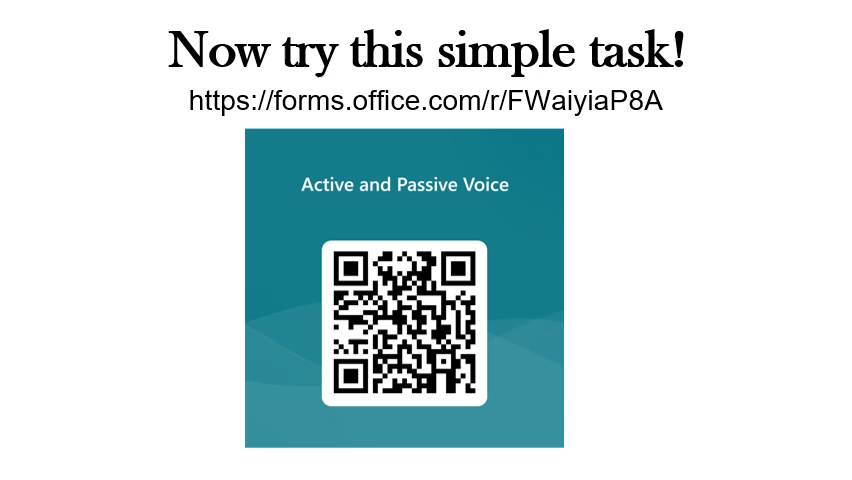 Now try this simple task!
https://forms.office.com/r/FWaiyiaP8A
Active and Passive Voice